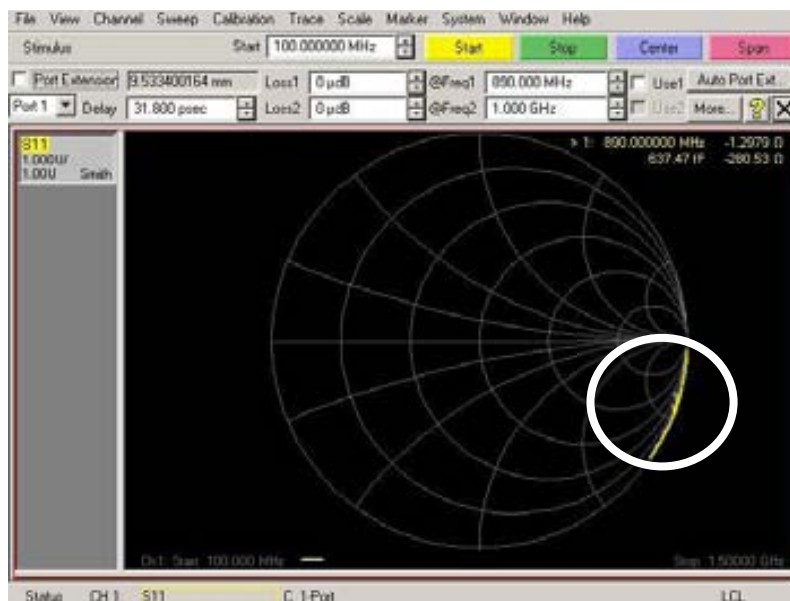 File View Channel Sweep Calibration Trace Scale Marker System Window Help
Stimulus Start 100.000000 MHz Start Stop Center Span
Port Extension 9.533400164 mm Loss1 0 µdB @Freq1 890.000 MHz Use1 Auto Port Ext...
Port 1 Delay 31.800 psec Loss2 0 µdB @Freq2 1.000 GHz Use2 More... ?
S11
1.000U/
1.00U Smith
> 1: 890.000000 MHz -1.2979 Ω
637.47 fF -280.53 Ω
Ch1: Start 100.000 MHz
Stop 1.50000 GHz
Status CH 1: S11 C 1-Port LCL